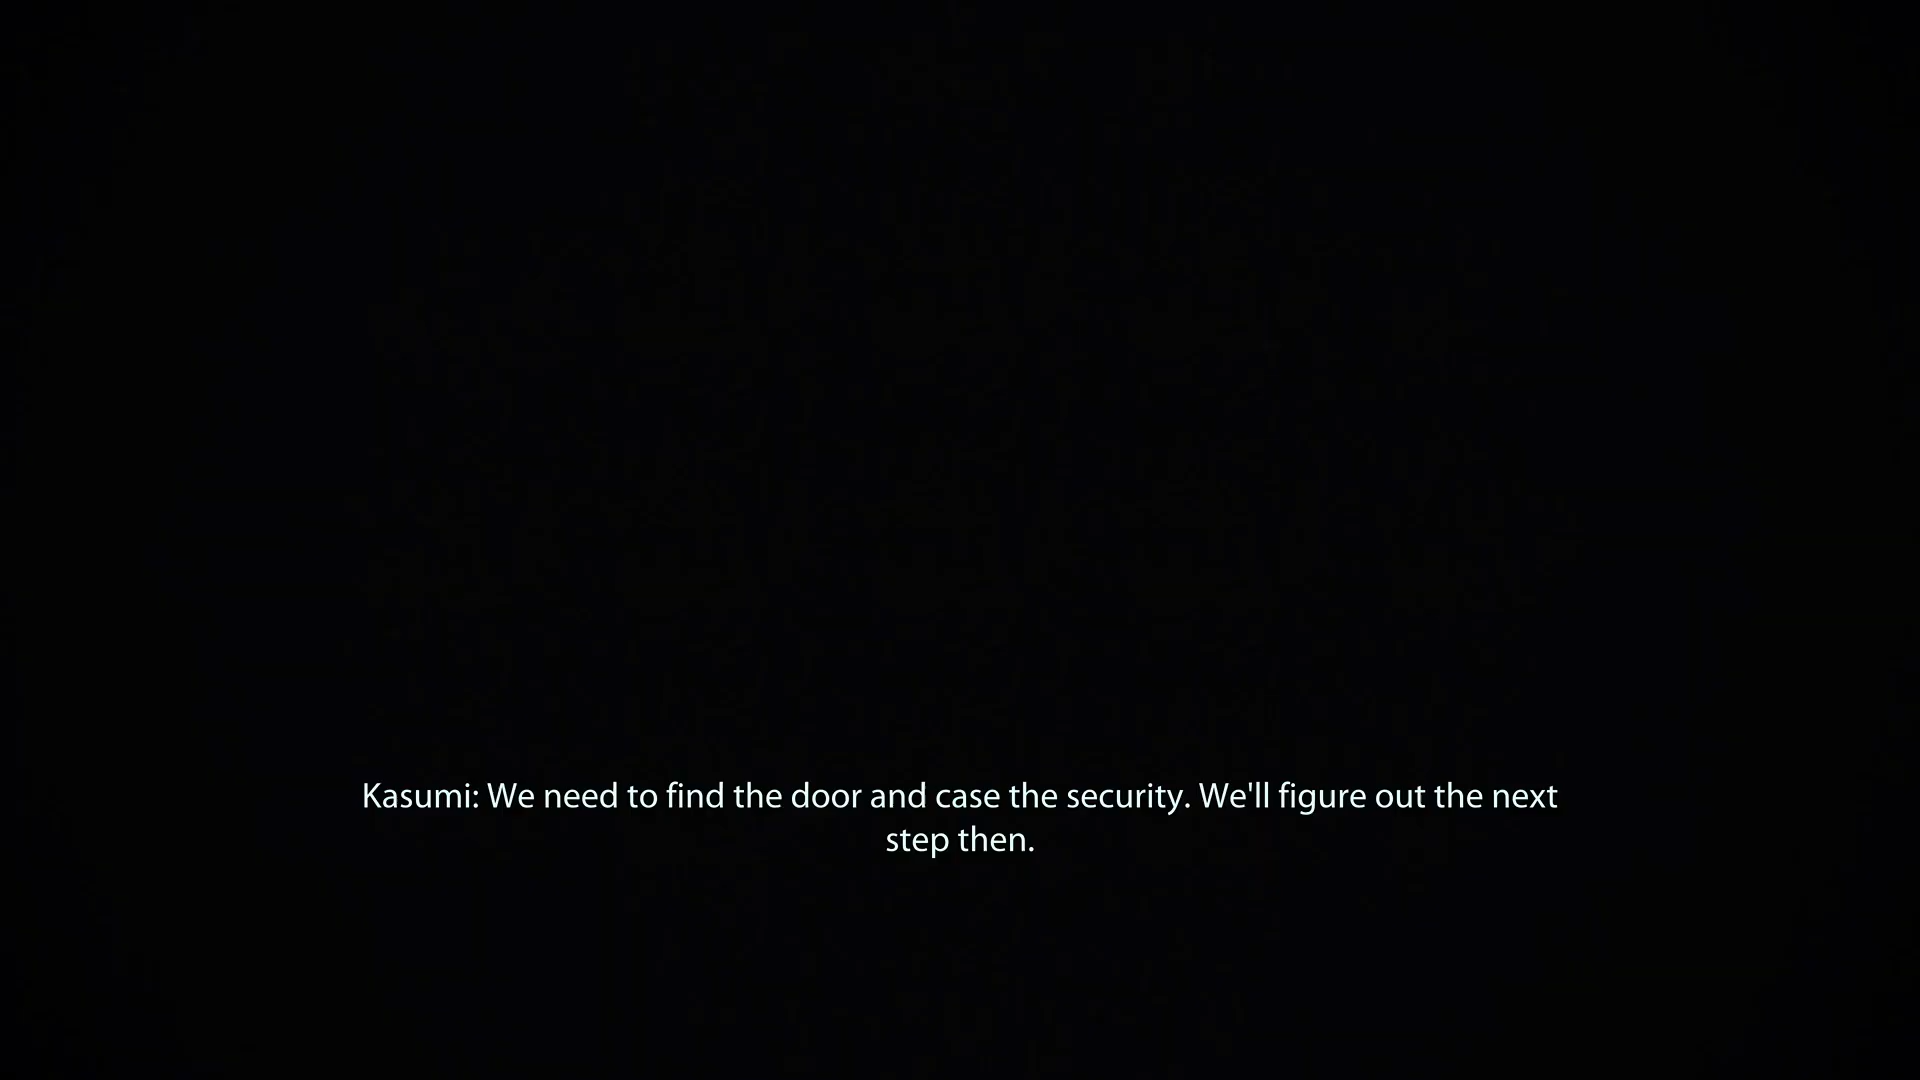 Kasumi: We need to find the door and case the security. We'll figure out the next
step then.